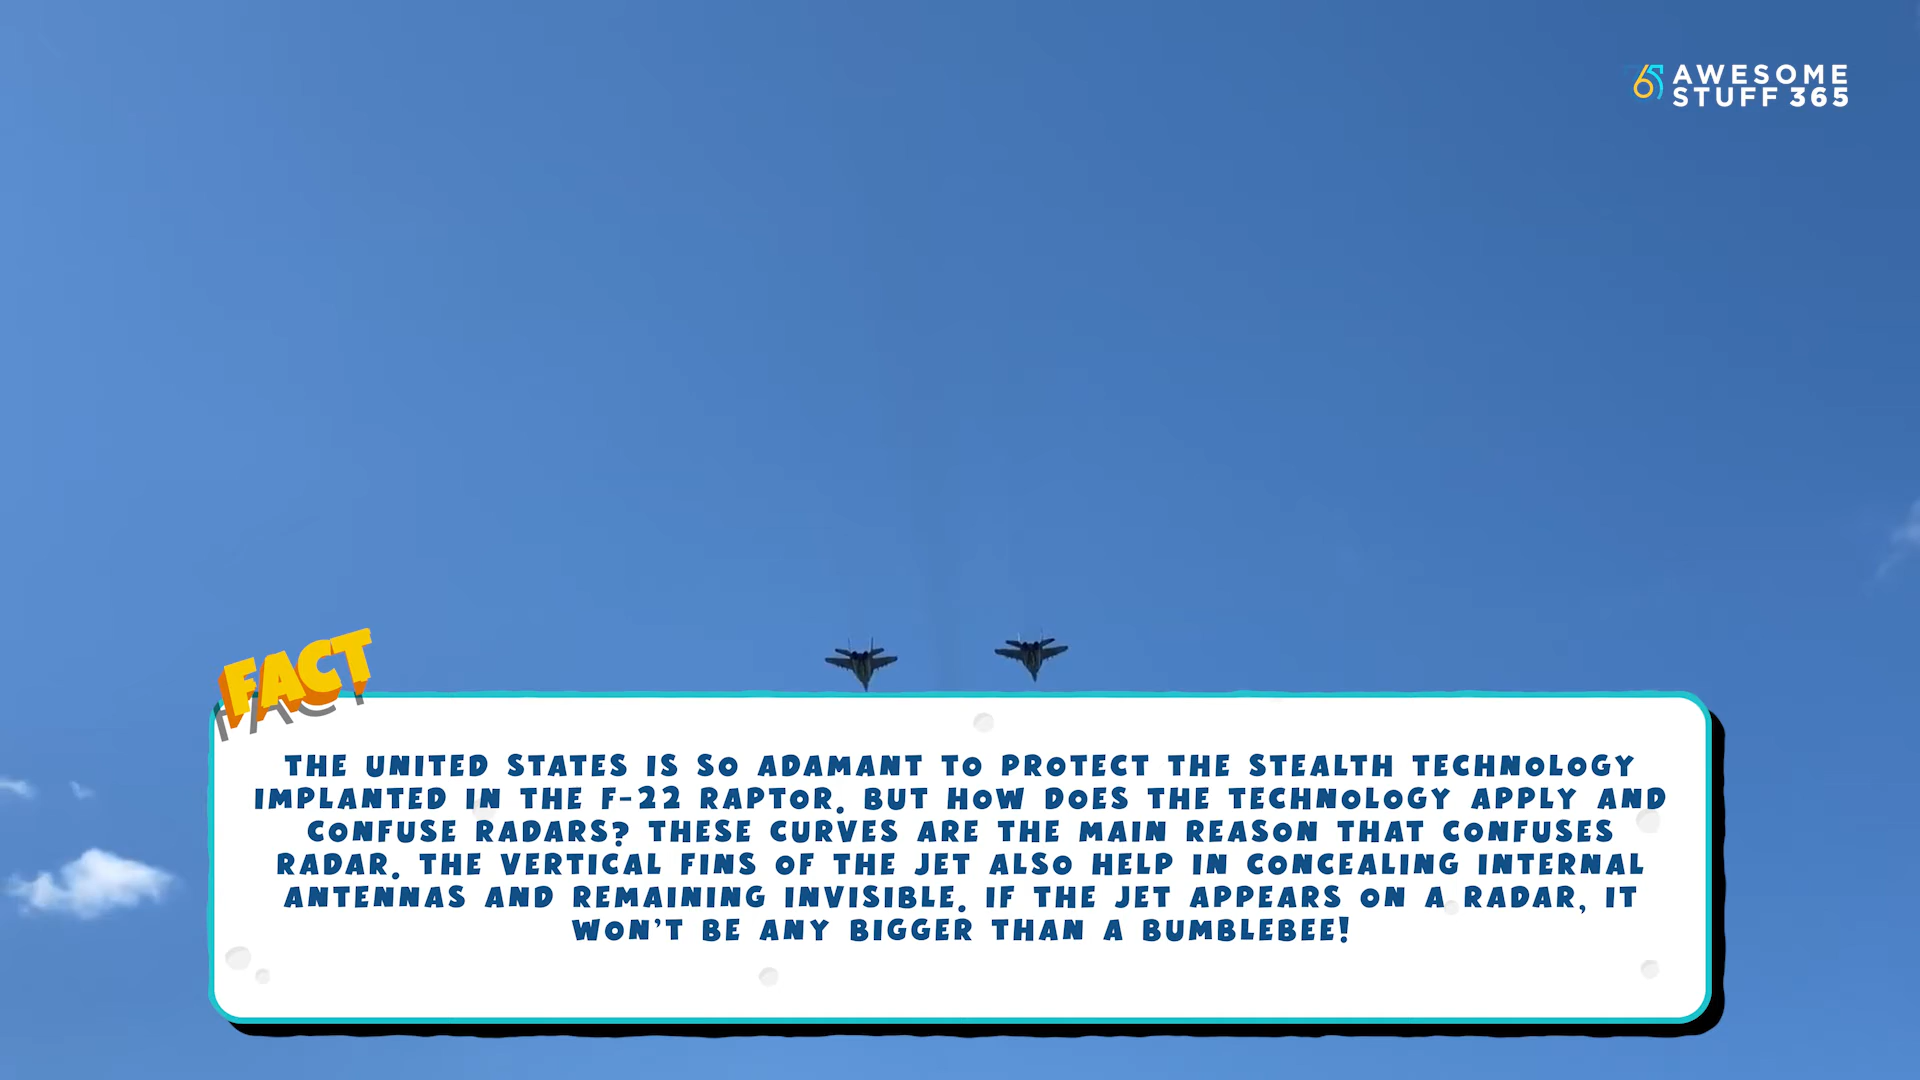 AWESOME
STUFF 365
FACT
THE UNITED STATES IS SO ADAMANT TO PROTECT THE STEALTH TECHNOLOGY
IMPLANTED IN THE F-22 RAPTOR. BUT HOW DOES THE TECHNOLOGY APPLY AND
CONFUSE RADARS? THESE CURVES ARE THE MAIN REASON THAT CONFUSES
RADAR. THE VERTICAL FINS OF THE JET ALSO HELP IN CONCEALING INTERNAL
ANTENNAS AND REMAINING INVISIBLE. IF THE JET APPEARS ON A RADAR, IT
WON'T BE ANY BIGGER THAN A BUMBLEBEE!